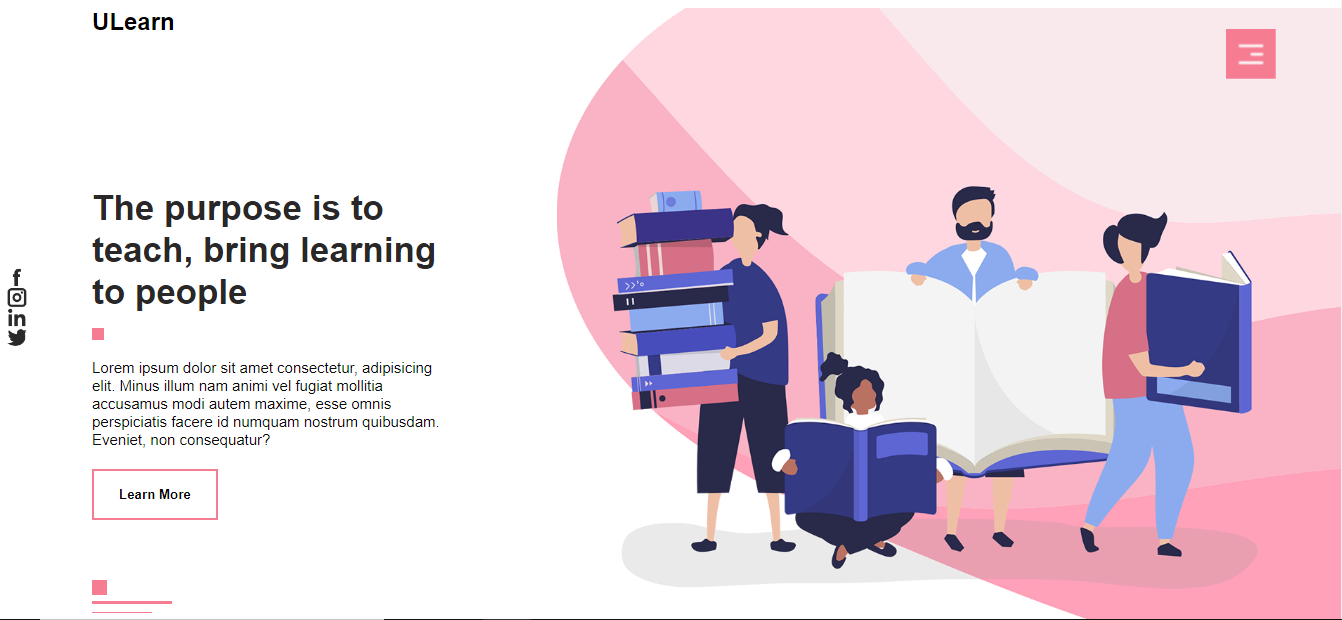 ULearn
The purpose is to
teach, bring learning
to people
Lorem ipsum dolor sit amet consectetur, adipisicing
elit. Minus illum nam animi vel fugiat mollitia
accusamus modi autem maxime, esse omnis
perspiciatis facere id numquam nostrum quibusdam.
Eveniet, non consequatur?
Learn More